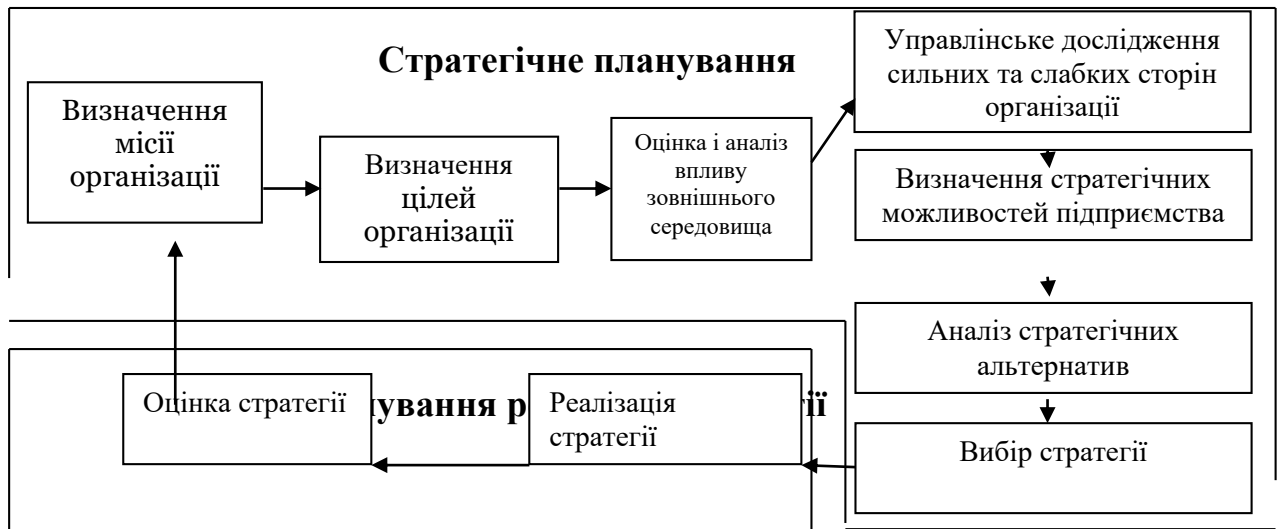 Стратегічне планування
Визначення
місії
організації
Визначення
цілей
організації
Оцінка і аналіз
впливу
зовнішнього
середовища
Управлінське дослідження
сильних та слабких сторін
організації
Визначення стратегічних
можливостей підприємства
Аналіз стратегічних
альтернатив
Вибір стратегії
Реалізація
стратегії
Оцінка стратегії